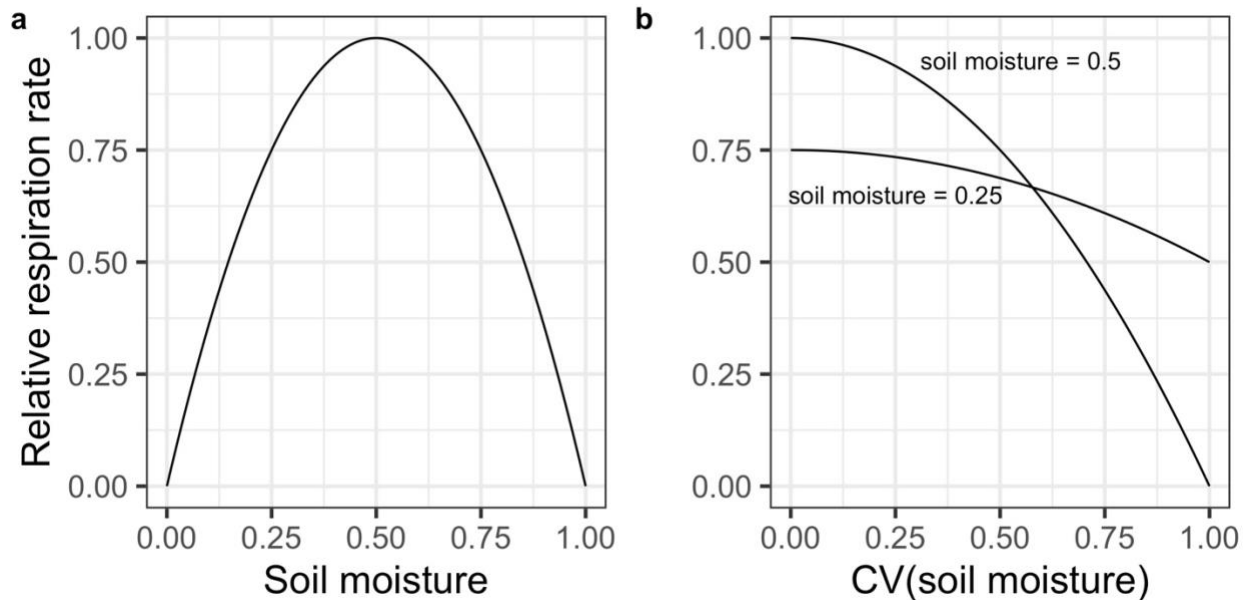 a
Relative respiration rate
1.00
0.75
0.50
0.25
0.00
0.00 0.25 0.50 0.75 1.00
Soil moisture
b
1.00
0.75
0.50
0.25
0.00
soil moisture = 0.5
soil moisture = 0.25
0.00 0.25 0.50 0.75 1.00
CV(soil moisture)